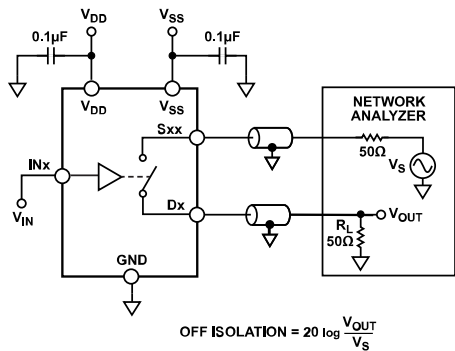 VDD VSS
0.1µF 0.1µF
VDD VSS
NETWORK
ANALYZER
Sxx
50Ω VS
INx
VIN
Dx
VOUT
RL
50Ω
GND
OFF ISOLATION = 20 log VOUT
VS